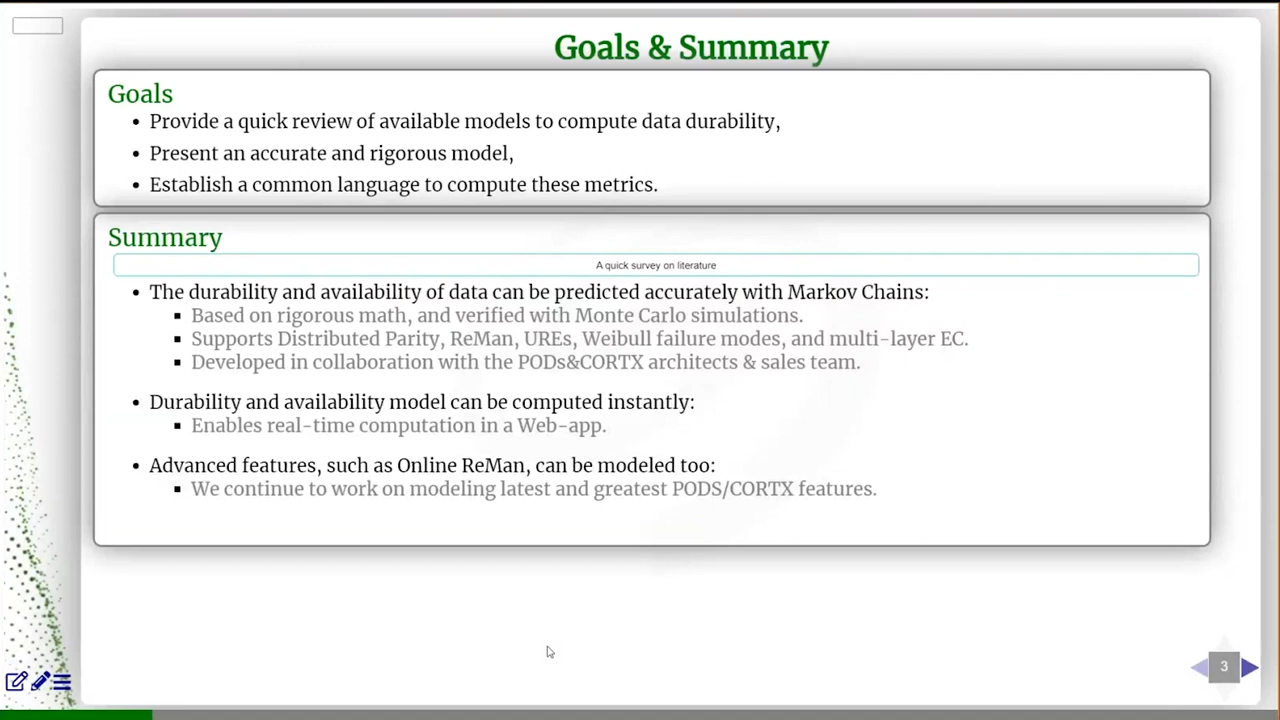 Goals & Summary
Goals
• Provide a quick review of available models to compute data durability,
• Present an accurate and rigorous model,
• Establish a common language to compute these metrics.
Summary
A quick survey on literature
• The durability and availability of data can be predicted accurately with Markov Chains:
▪ Based on rigorous math, and verified with Monte Carlo simulations.
▪ Supports Distributed Parity, ReMan, UREs, Weibull failure modes, and multi-layer EC.
▪ Developed in collaboration with the PODs&CORTX architects & sales team.
• Durability and availability model can be computed instantly:
▪ Enables real-time computation in a Web-app.
• Advanced features, such as Online ReMan, can be modeled too:
▪ We continue to work on modeling latest and greatest PODS/CORTX features.
3